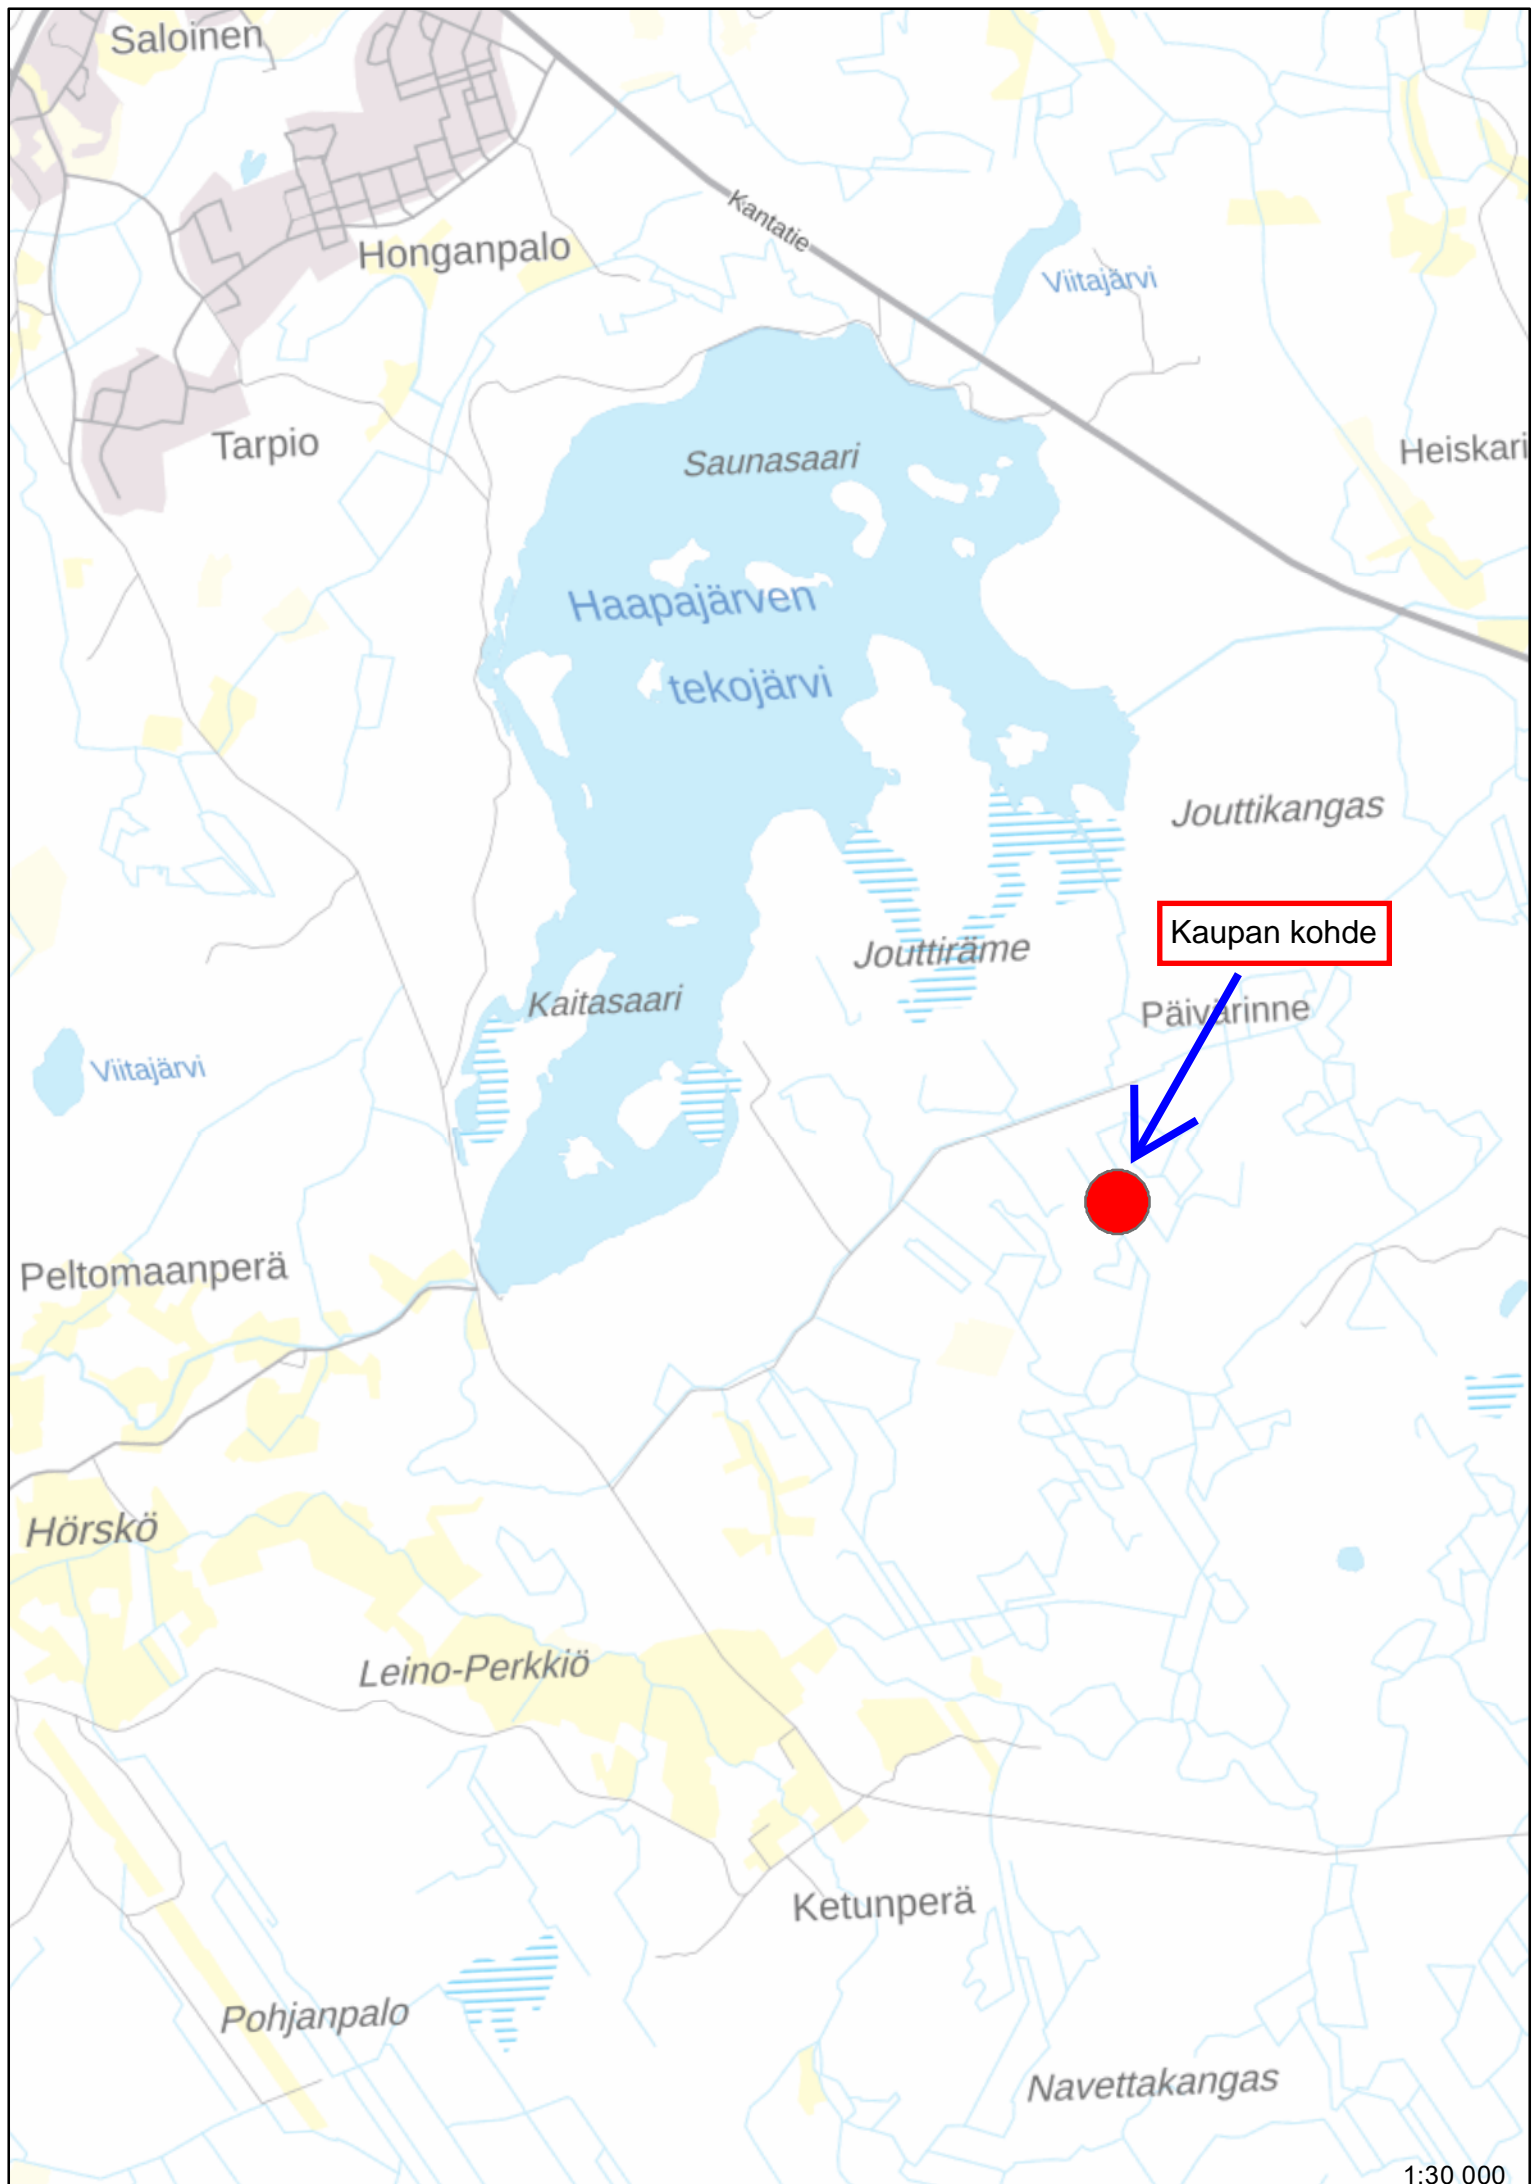 Saloinen
Kantatie
Honganpalo
Viitajärvi
Tarpio
Saunasaari
Heiskari
Haapajärven
tekojärvi
Jouttikangas
Kaupan kohde
Jouttiräme
Kaitasaari
Päivärinne
Viitajärvi
Peltomaanperä
Hörskö
Leino-Perkkiö
Ketunperä
Pohjanpalo
Navettakangas
1:30 000